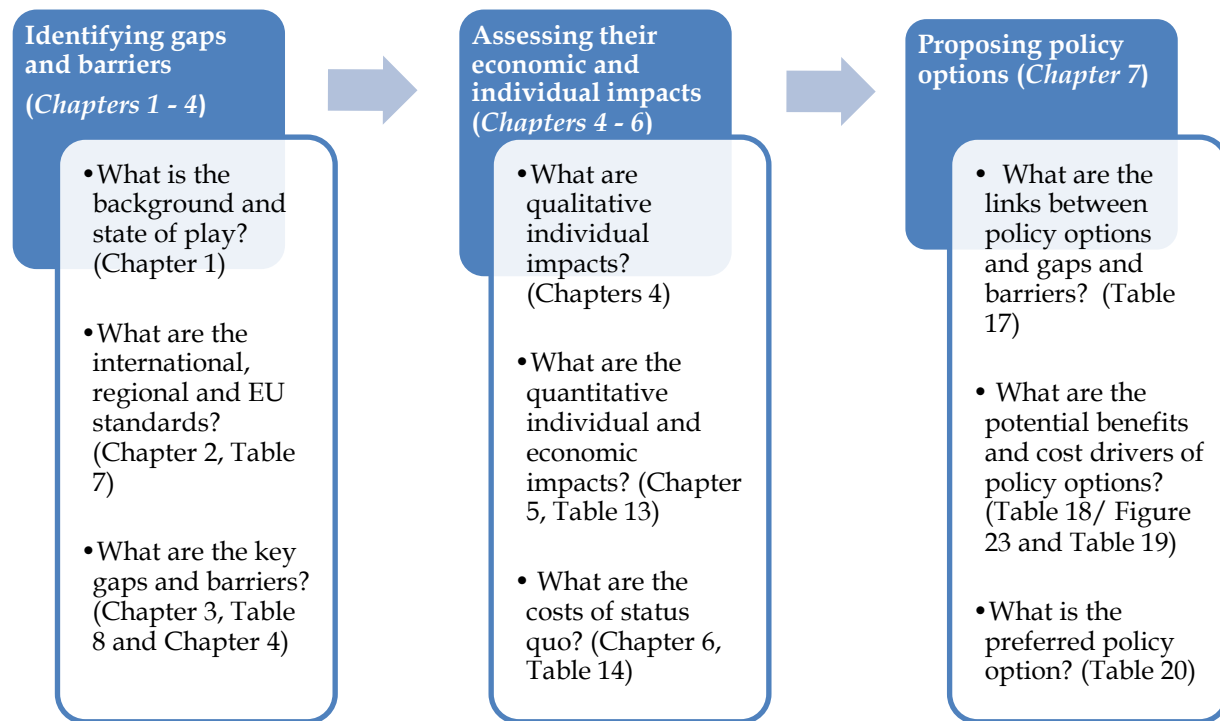 Identifying gaps
and barriers
(Chapters 1 - 4)
•What is the
background and
state of play?
(Chapter 1)
•What are the
international,
regional and EU
standards?
(Chapter 2, Table
7)
•What are the key
gaps and barriers?
(Chapter 3, Table
8 and Chapter 4)
Assessing their
economic and
individual impacts
(Chapters 4 - 6)
•What are
qualitative
individual
impacts?
(Chapters 4)
•What are the
quantitative
individual and
economic
impacts? (Chapter
5, Table 13)
• What are the
costs of status
quo? (Chapter 6,
Table 14)
Proposing policy
options (Chapter 7)
• What are the
links between
policy options
and gaps and
barriers? (Table
17)
• What are the
potential benefits
and cost drivers of
policy options?
(Table 18/ Figure
23 and Table 19)
•What is the
preferred policy
option? (Table 20)